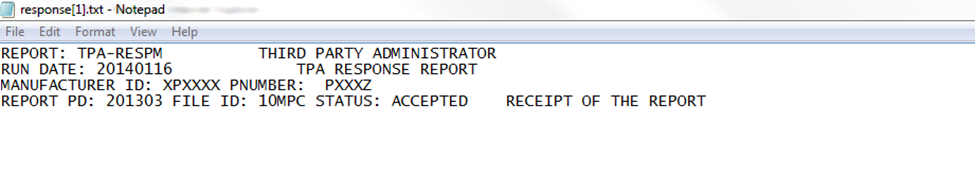 response[1].txt - Notepad
File Edit Format View Help
REPORT: TPA-RESPM THIRD PARTY ADMINISTRATOR
RUN DATE: 20140116 TPA RESPONSE REPORT
MANUFACTURER ID: XPXXXX PNUMBER: PXXXZ
REPORT PD: 201303 FILE ID: 10MPC STATUS: ACCEPTED RECEIPT OF THE REPORT